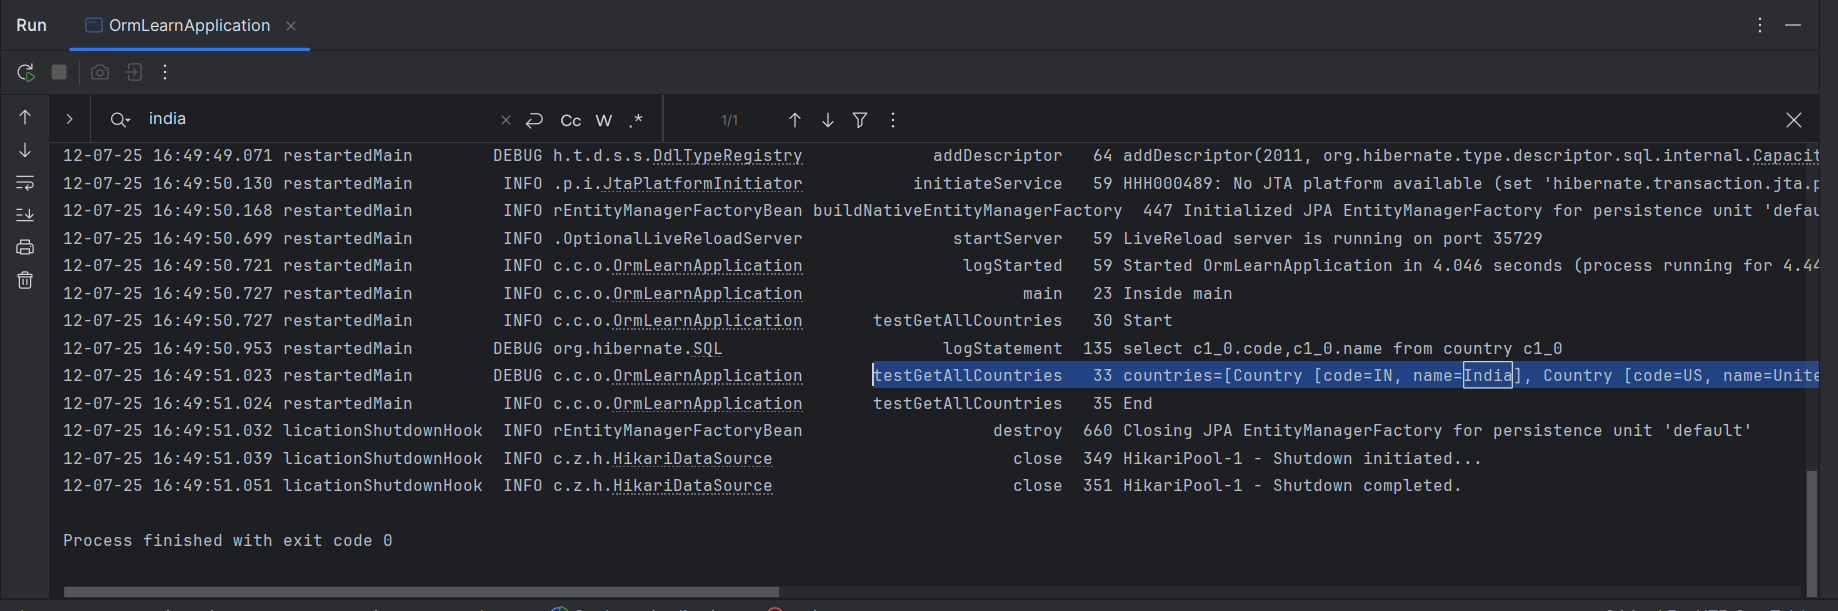 Run OrmLearnApplication
india Cc W .* 1/1
12-07-25 16:49:49.071 restartedMain DEBUG h.t.d.s.s.DdlTypeRegistry addDescriptor 64 addDescriptor(2011, org.hibernate.type.descriptor.sql.internal.Capacit
12-07-25 16:49:50.130 restartedMain INFO .p.i.JtaPlatformInitiator initiateService 59 HHH000489: No JTA platform available (set 'hibernate.transaction.jta.p
12-07-25 16:49:50.168 restartedMain INFO rEntityManagerFactoryBean buildNativeEntityManagerFactory 447 Initialized JPA EntityManagerFactory for persistence unit 'defau
12-07-25 16:49:50.699 restartedMain INFO .OptionalLiveReloadServer startServer 59 LiveReload server is running on port 35729
12-07-25 16:49:50.721 restartedMain INFO c.c.o.OrmLearnApplication logStarted 59 Started OrmLearnApplication in 4.046 seconds (process running for 4.44
12-07-25 16:49:50.727 restartedMain INFO c.c.o.OrmLearnApplication main 23 Inside main
12-07-25 16:49:50.727 restartedMain INFO c.c.o.OrmLearnApplication testGetAllCountries 30 Start
12-07-25 16:49:50.953 restartedMain DEBUG org.hibernate.SQL logStatement 135 select c1_0.code,c1_0.name from country c1_0
12-07-25 16:49:51.023 restartedMain DEBUG c.c.o.OrmLearnApplication testGetAllCountries 33 countries=[Country [code=IN, name=India], Country [code=US, name=Unite
12-07-25 16:49:51.024 restartedMain INFO c.c.o.OrmLearnApplication testGetAllCountries 35 End
12-07-25 16:49:51.032 licationShutdownHook INFO rEntityManagerFactoryBean destroy 660 Closing JPA EntityManagerFactory for persistence unit 'default'
12-07-25 16:49:51.039 licationShutdownHook INFO c.z.h.HikariDataSource close 349 HikariPool-1 - Shutdown initiated...
12-07-25 16:49:51.051 licationShutdownHook INFO c.z.h.HikariDataSource close 351 HikariPool-1 - Shutdown completed.
Process finished with exit code 0